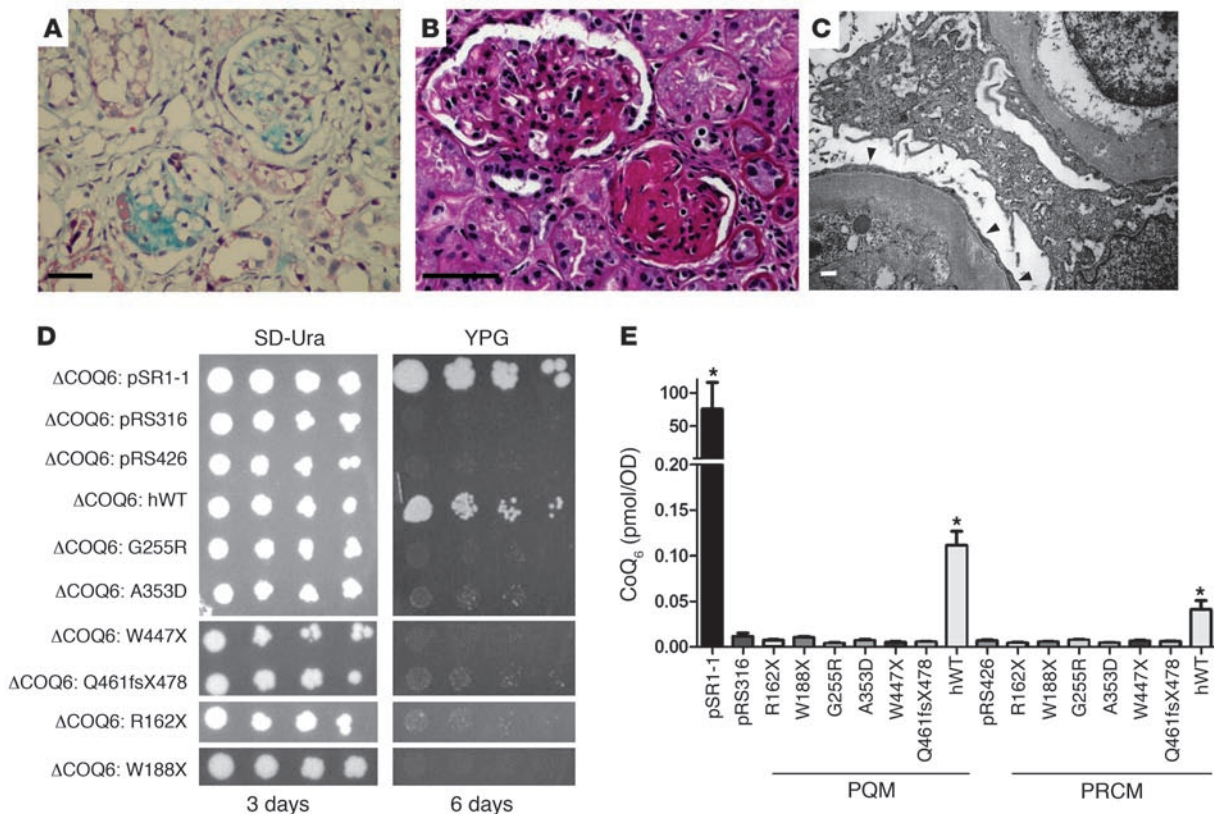 A
B
C
D
SD-Ura
YPG
ΔCOQ6: pSR1-1
ΔCOQ6: pRS316
ΔCOQ6: pRS426
ΔCOQ6: hWT
ΔCOQ6: G255R
ΔCOQ6: A353D
ΔCOQ6: W447X
ΔCOQ6: Q461fsX478
ΔCOQ6: R162X
ΔCOQ6: W188X
3 days
6 days
E
CoQ₆ (pmol/OD)
100
50
0.20
0.15
0.10
0.05
0.00
*
*
*
pSR1-1
pRS316
R162X
W188X
G255R
A353D
W447X
Q461fsX478
hWT
pRS426
R162X
W188X
G255R
A353D
W447X
Q461fsX478
hWT
PQM
PRCM